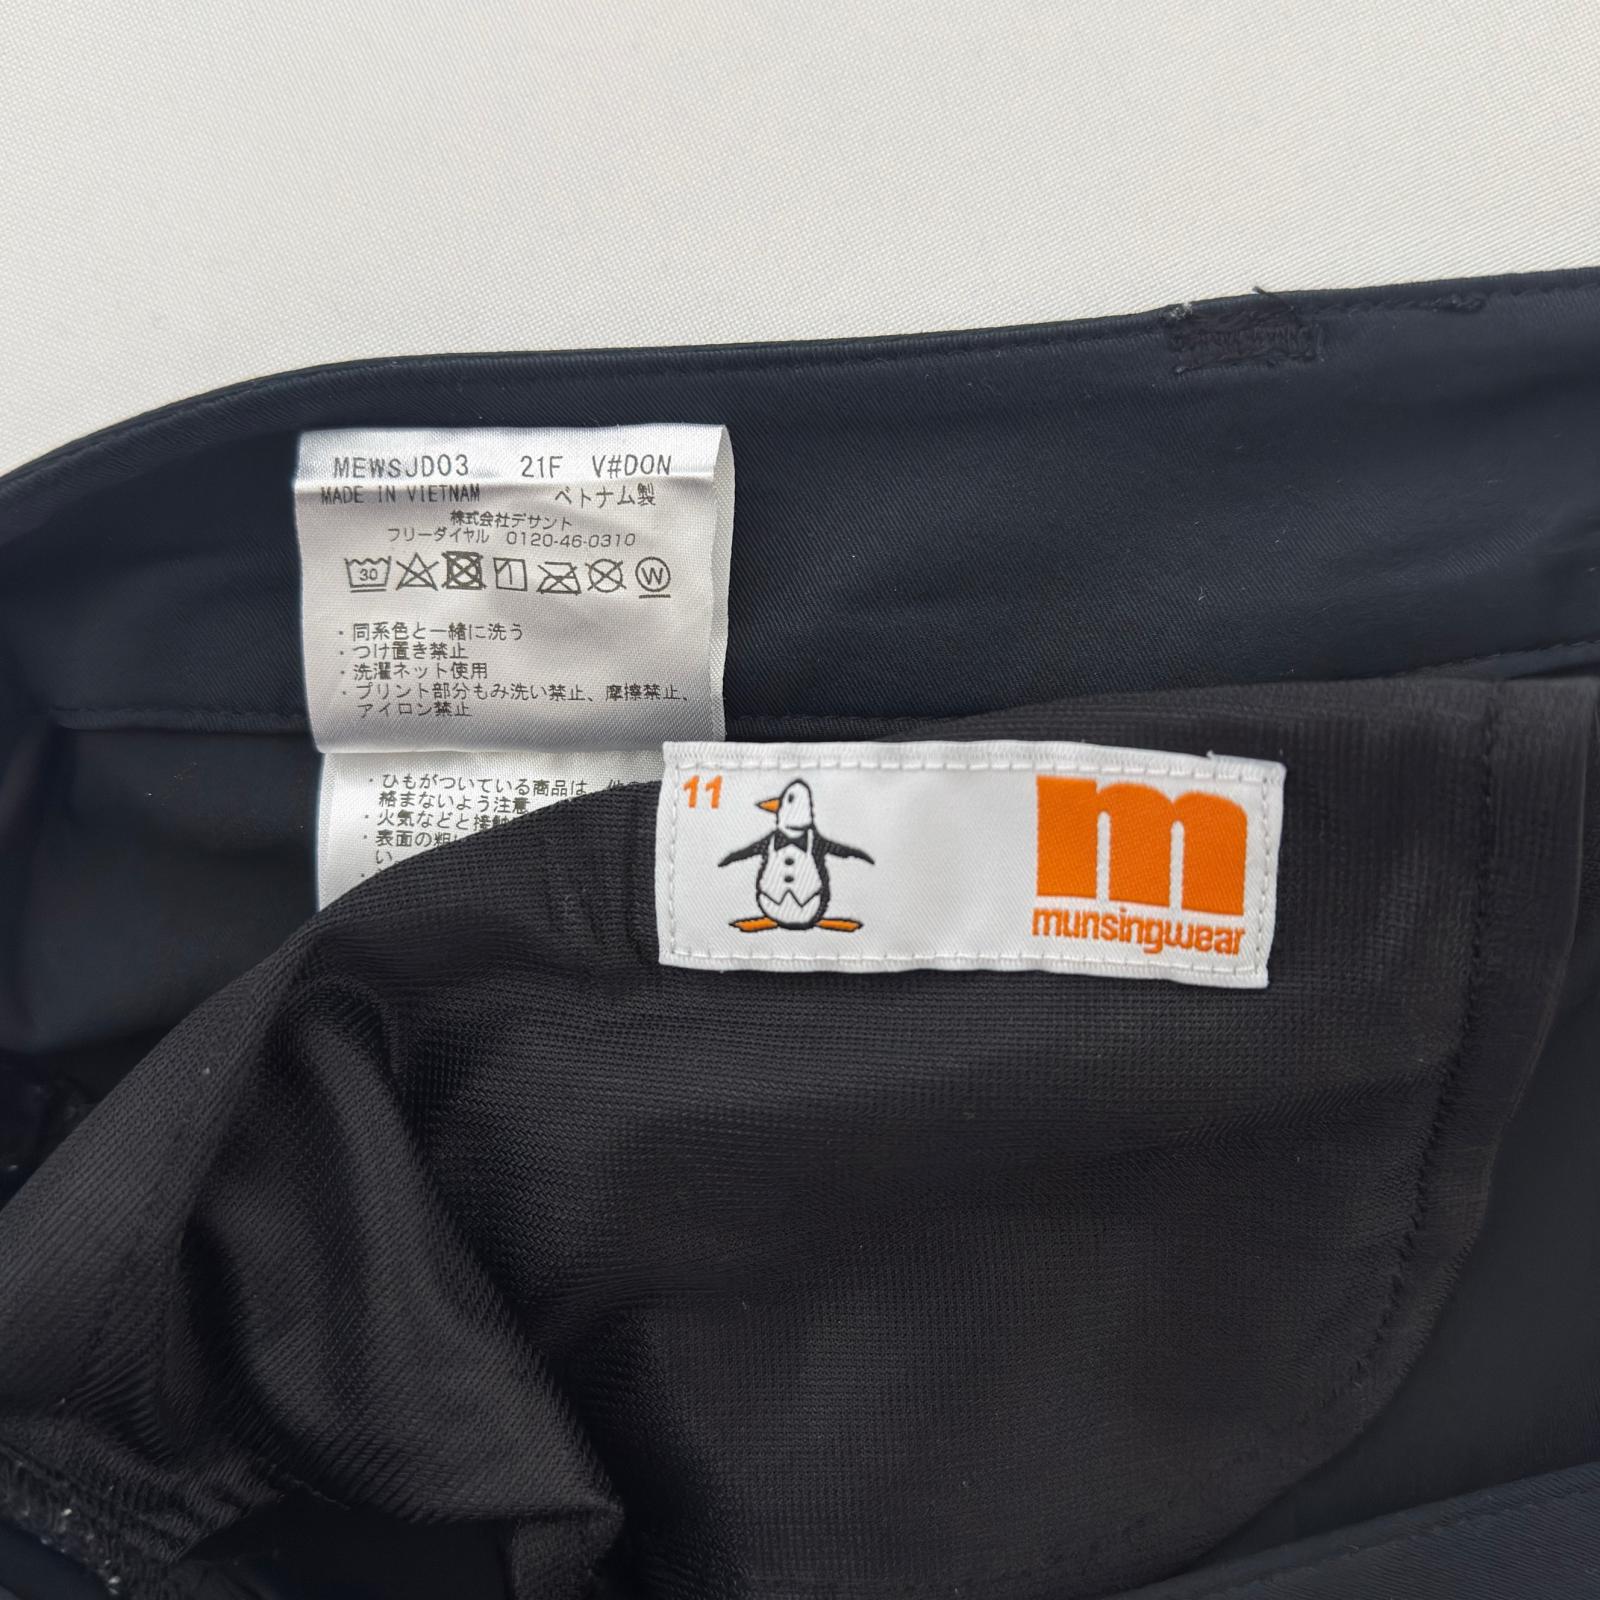 MEWSJD03 21F V#DON
MADE IN VIETNAM ベトナム製
株式会社デサント
フリーダイヤル 0120-46-0310
30
W
・同系色と一緒に洗う
・つけ置き禁止
・洗濯ネット使用
・プリント部分もみ洗い禁止、摩擦禁止、
アイロン禁止
・ひもがついている商品は、
絡まないよう注意
・火気などと接触
・表面の粗い
い
11
m
munsingwear